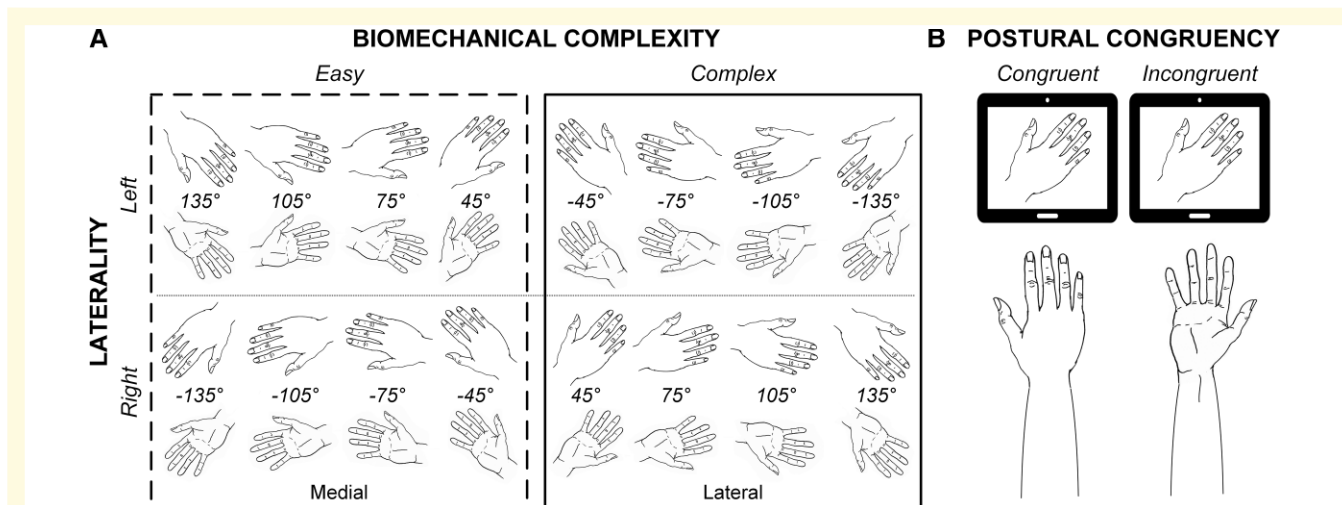 A BIOMECHANICAL COMPLEXITY
Easy Complex
Left
135° 105° 75° 45° -45° -75° -105° -135°
LATERALITY
Right
-135° -105° -75° -45° 45° 75° 105° 135°
Medial Lateral
B POSTURAL CONGRUENCY
Congruent Incongruent